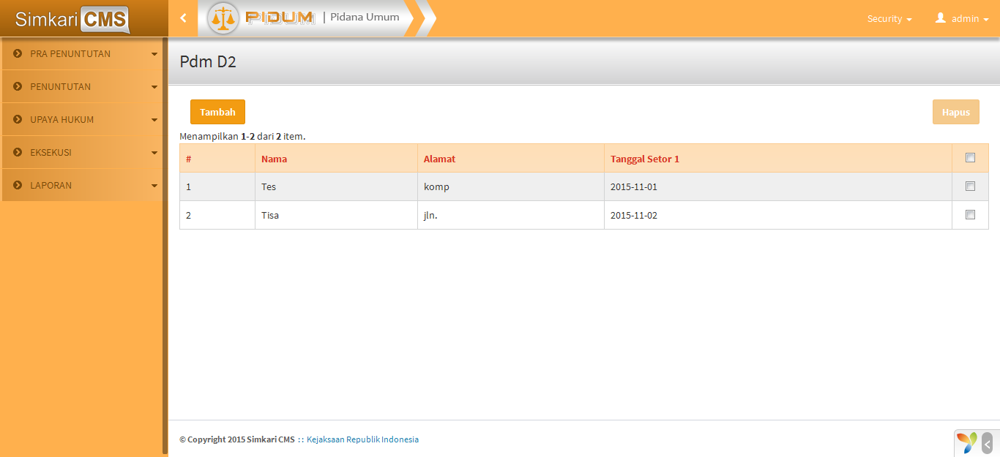 Simkari CMS
PIDUM | Pidana Umum
Security
admin
PRA PENUNTUTAN
PENUNTUTAN
UPAYA HUKUM
EKSEKUSI
LAPORAN
Pdm D2
Tambah
Hapus
Menampilkan 1-2 dari 2 item.
# Nama Alamat Tanggal Setor 1
1 Tes komp 2015-11-01
2 Tisa jln. 2015-11-02
© Copyright 2015 Simkari CMS :: Kejaksaan Republik Indonesia